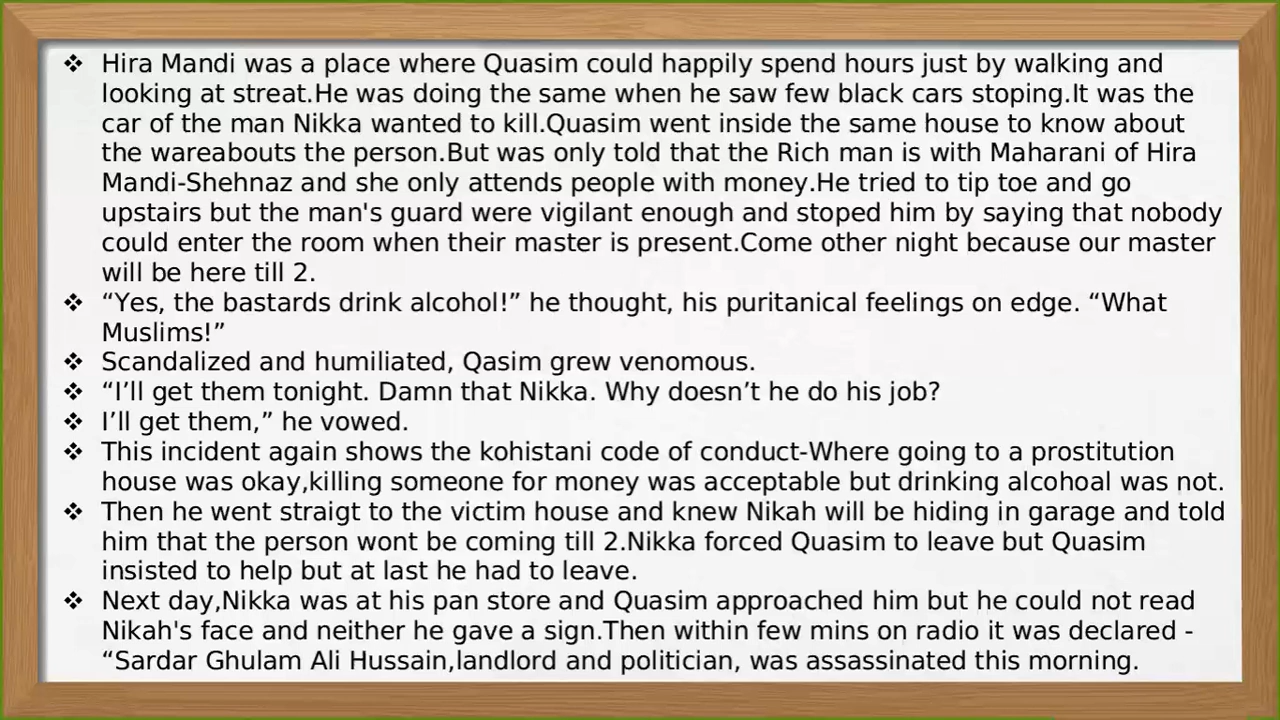 ❖ Hira Mandi was a place where Quasim could happily spend hours just by walking and
looking at streat.He was doing the same when he saw few black cars stoping.It was the
car of the man Nikka wanted to kill.Quasim went inside the same house to know about
the wareabouts the person.But was only told that the Rich man is with Maharani of Hira
Mandi-Shehnaz and she only attends people with money.He tried to tip toe and go
upstairs but the man's guard were vigilant enough and stoped him by saying that nobody
could enter the room when their master is present.Come other night because our master
will be here till 2.
❖ “Yes, the bastards drink alcohol!” he thought, his puritanical feelings on edge. “What
Muslims!”
❖ Scandalized and humiliated, Qasim grew venomous.
❖ “I’ll get them tonight. Damn that Nikka. Why doesn’t he do his job?
❖ I’ll get them,” he vowed.
❖ This incident again shows the kohistani code of conduct-Where going to a prostitution
house was okay,killing someone for money was acceptable but drinking alcohoal was not.
❖ Then he went straigt to the victim house and knew Nikah will be hiding in garage and told
him that the person wont be coming till 2.Nikka forced Quasim to leave but Quasim
insisted to help but at last he had to leave.
❖ Next day,Nikka was at his pan store and Quasim approached him but he could not read
Nikah's face and neither he gave a sign.Then within few mins on radio it was declared -
“Sardar Ghulam Ali Hussain,landlord and politician, was assassinated this morning.